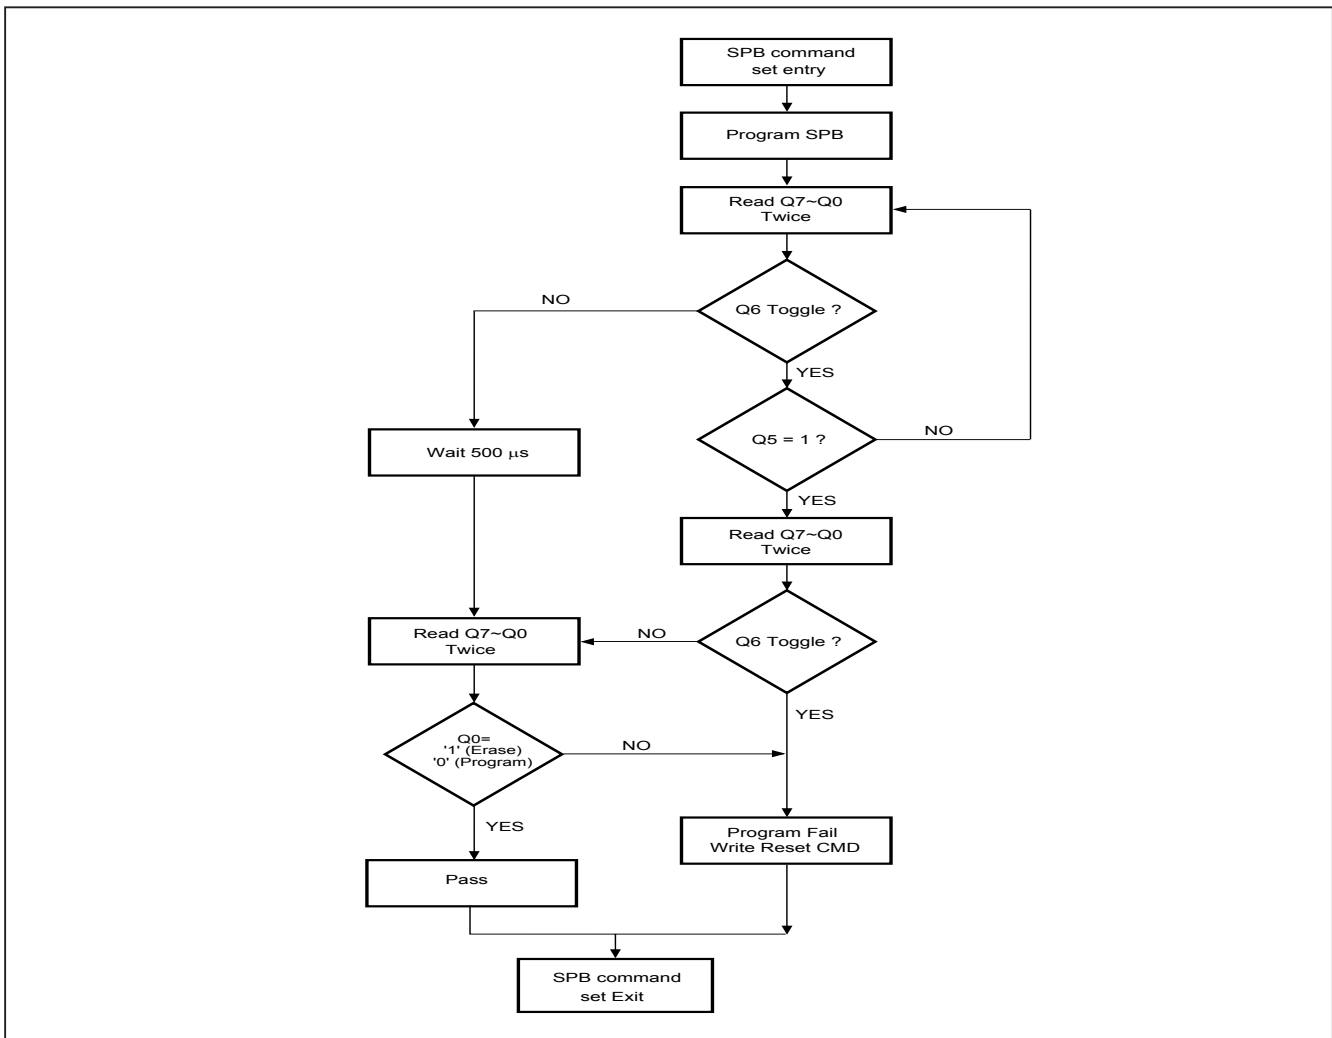 SPB command
set entry
Program SPB
Read Q7~Q0
Twice
NO
Q6 Toggle ?
YES
Wait 500 μs
Q5 = 1 ?
NO
YES
Read Q7~Q0
Twice
Read Q7~Q0
Twice
NO
Q6 Toggle ?
YES
Q0=
'1' (Erase)
'0' (Program)
NO
YES
Program Fail
Write Reset CMD
Pass
SPB command
set Exit